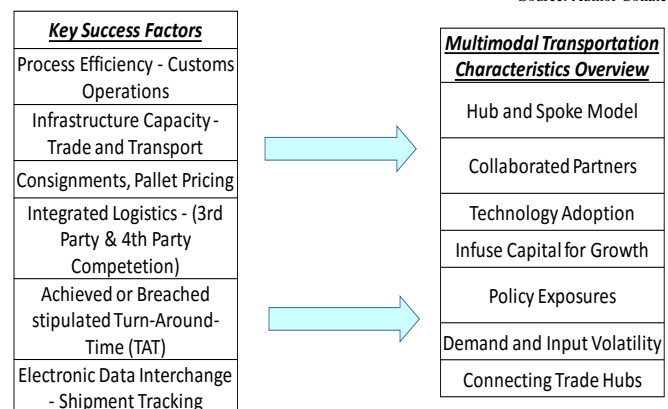 Key Success Factors
Process Efficiency - Customs
Operations
Infrastructure Capacity -
Trade and Transport
Consignments, Pallet Pricing
Integrated Logistics - (3rd
Party & 4th Party
Competetion)
Achieved or Breached
stipulated Turn-Around-
Time (TAT)
Electronic Data Interchange
- Shipment Tracking
Multimodal Transportation
Characteristics Overview
Hub and Spoke Model
Collaborated Partners
Technology Adoption
Infuse Capital for Growth
Policy Exposures
Demand and Input Volatility
Connecting Trade Hubs